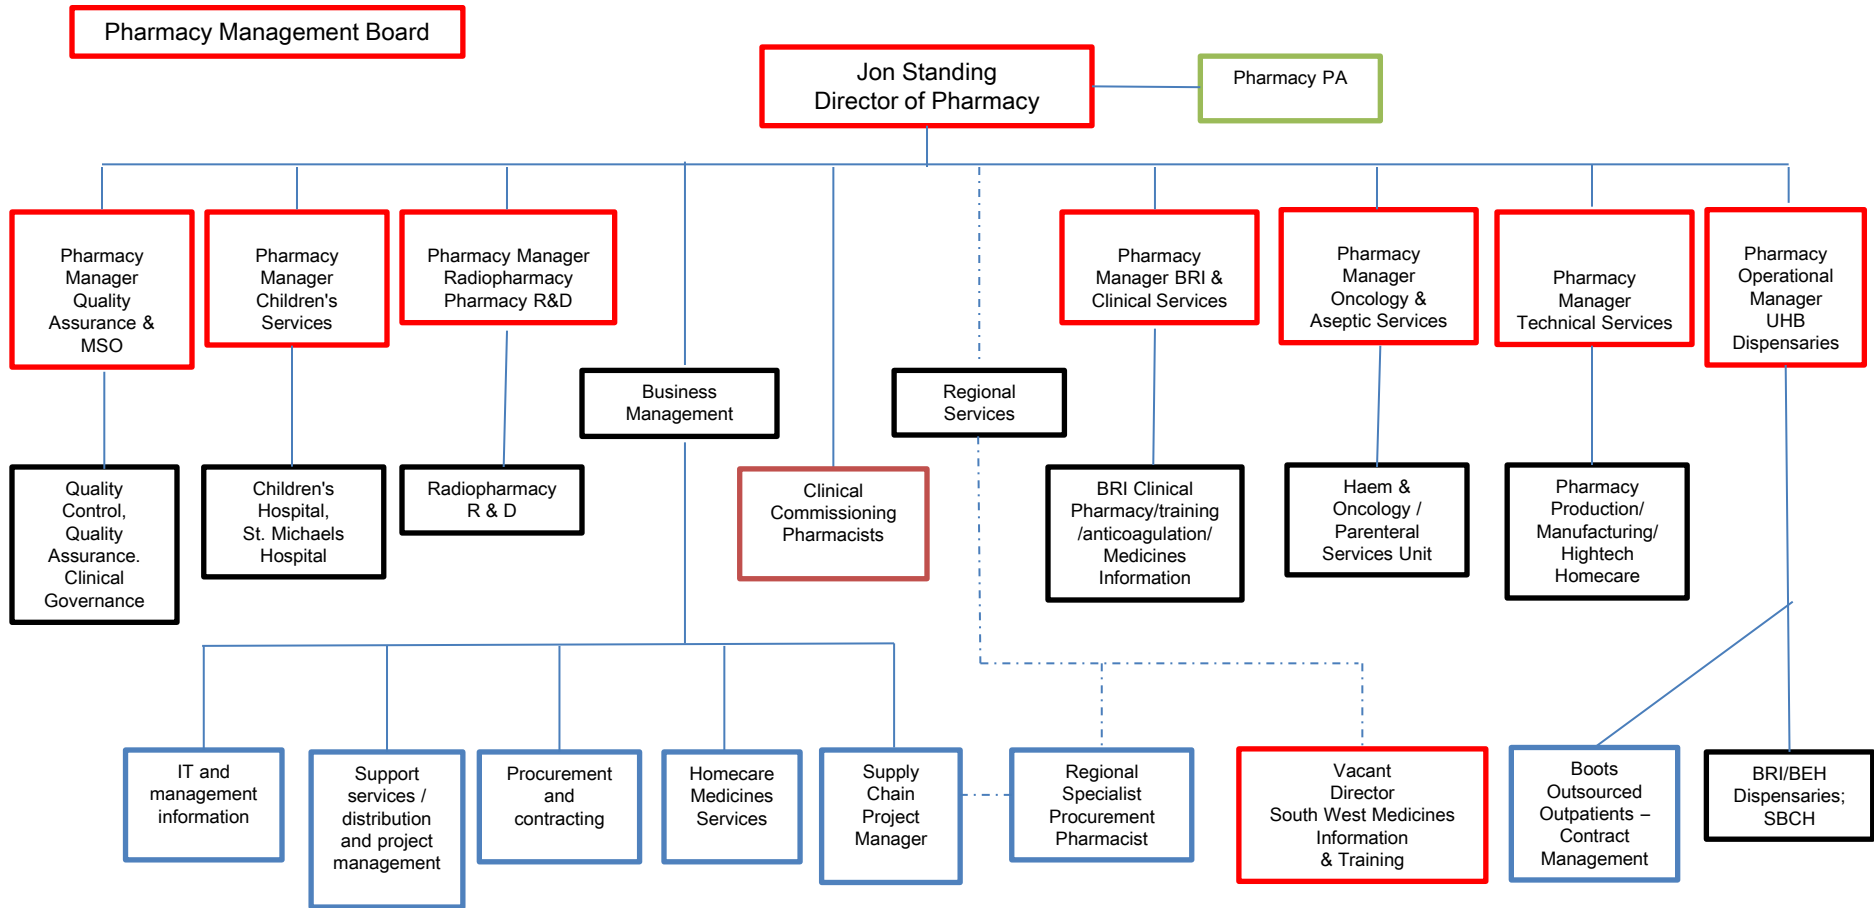 Pharmacy Management Board
Jon Standing
Director of Pharmacy
Pharmacy PA
Pharmacy
Manager
Quality
Assurance &
MSO
Pharmacy
Manager
Children's
Services
Pharmacy Manager
Radiopharmacy
Pharmacy R&D
Pharmacy
Manager BRI &
Clinical Services
Pharmacy
Manager
Oncology &
Aseptic Services
Pharmacy
Manager
Technical Services
Pharmacy
Operational
Manager
UHB
Dispensaries
Business
Management
Regional
Services
Quality
Control,
Quality
Assurance.
Clinical
Governance
Children's
Hospital,
St. Michaels
Hospital
Radiopharmacy
R & D
Clinical
Commissioning
Pharmacists
BRI Clinical
Pharmacy/training
/anticoagulation/
Medicines
Information
Haem &
Oncology /
Parenteral
Services Unit
Pharmacy
Production/
Manufacturing/
Hightech
Homecare
IT and
management
information
Support
services /
distribution
and project
management
Procurement
and
contracting
Homecare
Medicines
Services
Supply
Chain
Project
Manager
Regional
Specialist
Procurement
Pharmacist
Vacant
Director
South West Medicines
Information
& Training
Boots
Outsourced
Outpatients –
Contract
Management
BRI/BEH
Dispensaries;
SBCH